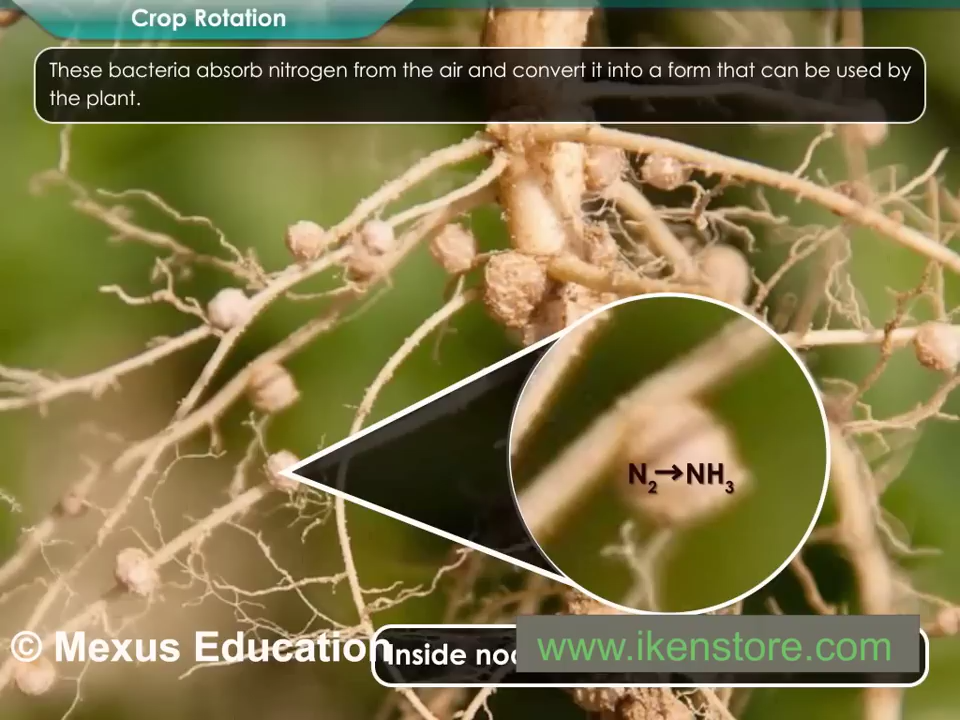 Crop Rotation
These bacteria absorb nitrogen from the air and convert it into a form that can be used by
the plant.
N₂→NH₃
© Mexus Education
Inside
www.ikenstore.com